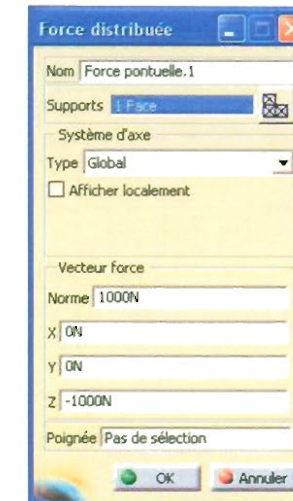 Force distribuée
Nom Force pontuelle.1
Supports 1 Face
Système d'axe
Type Global
Afficher localement
Vecteur force
Norme 1000N
X 0N
Y 0N
Z -1000N
Poignée Pas de sélection
OK Annuler